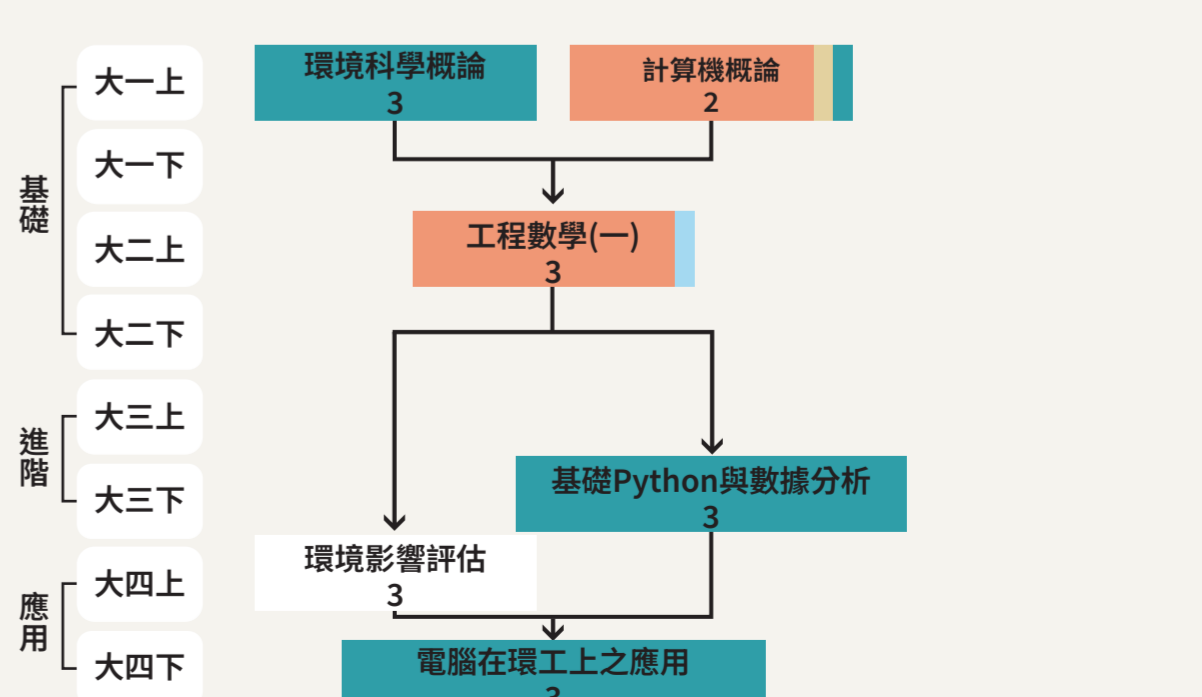 大一上
環境科學概論
3
計算機概論
2
大一下
基礎
大二上
工程數學(一)
3
大二下
大三上
進階
大三下
基礎Python與數據分析
3
環境影響評估
3
大四上
應用
大四下
電腦在環工上之應用
3